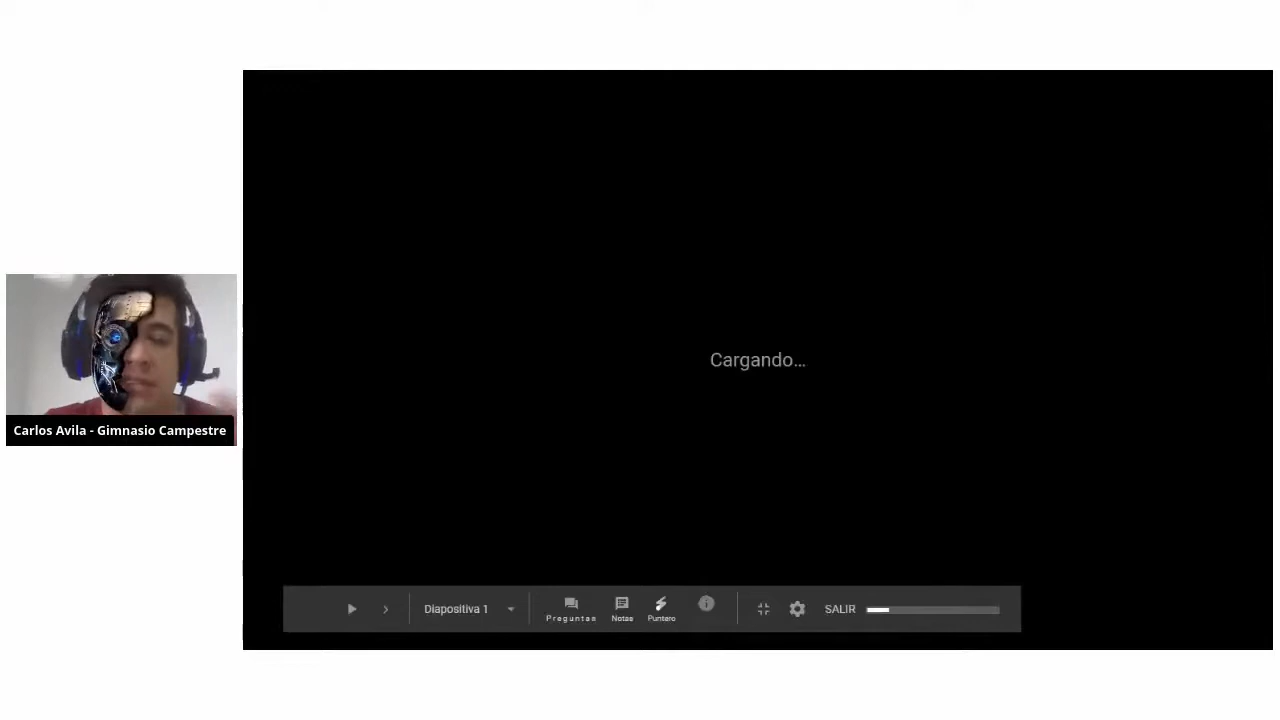 Carlos Avila - Gimnasio Campestre
Cargando...
Diapositiva 1
Preguntas
Notas
Puntero
SALIR